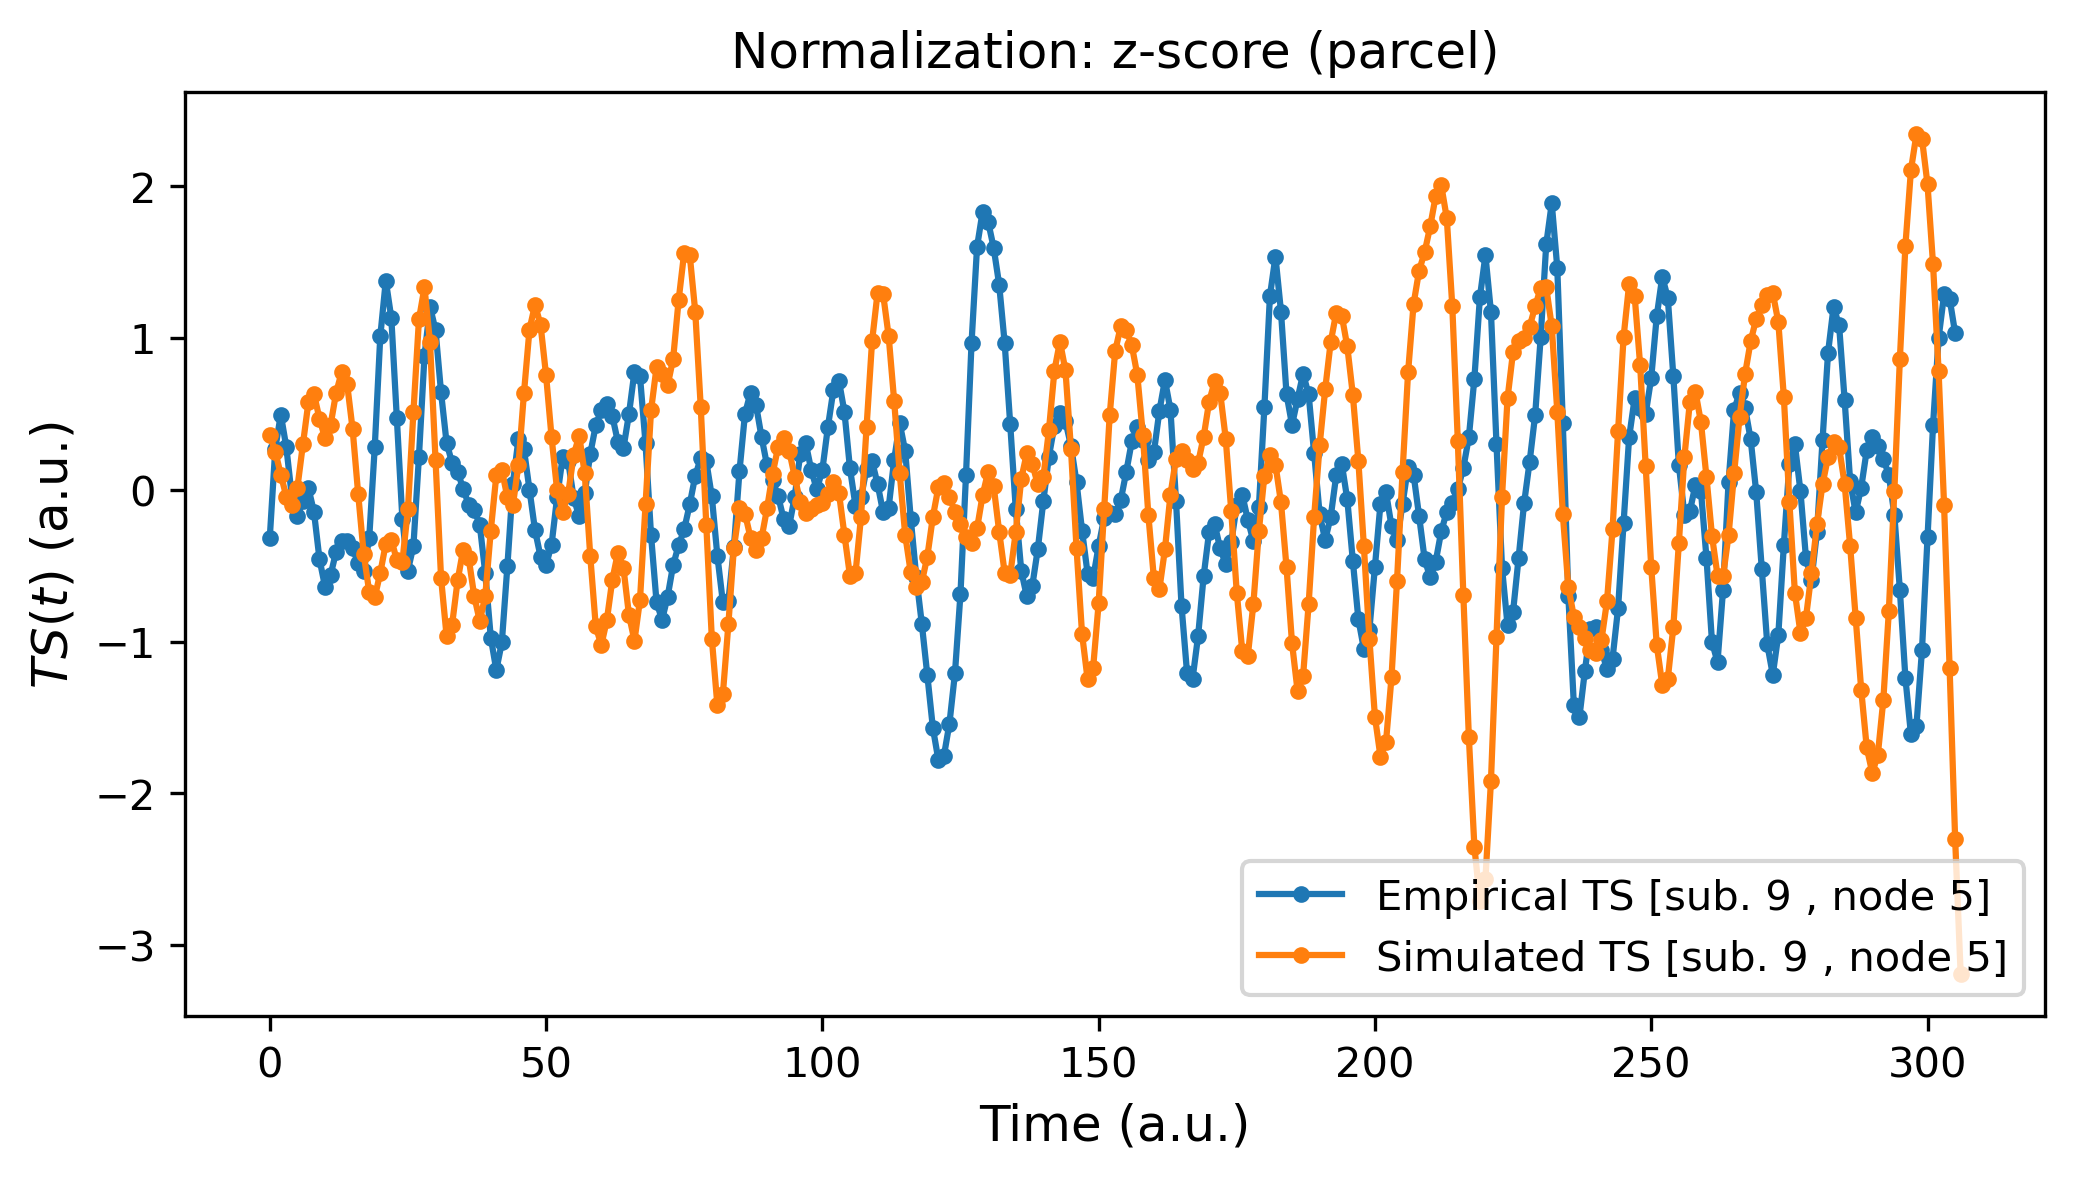 Normalization: z-score (parcel)
TS(t) (a.u.)
2
1
0
−1
−2
−3
Empirical TS [sub. 9 , node 5]
Simulated TS [sub. 9 , node 5]
0 50 100 150 200 250 300
Time (a.u.)